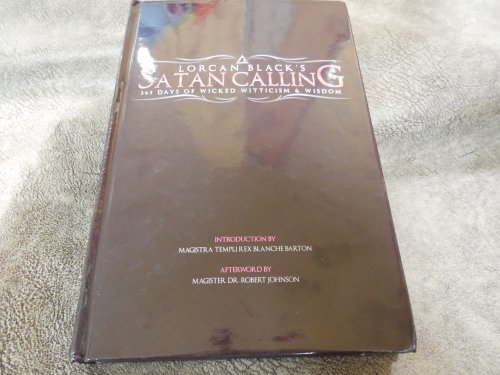 LORCAN BLACK'S
SATAN CALLING
365 DAYS OF WICKED WITTICISM & WISDOM
INTRODUCTION BY
MAGISTRA TEMPLI REX BLANCHE BARTON
AFTERWORD BY
MAGISTER DR. ROBERT JOHNSON